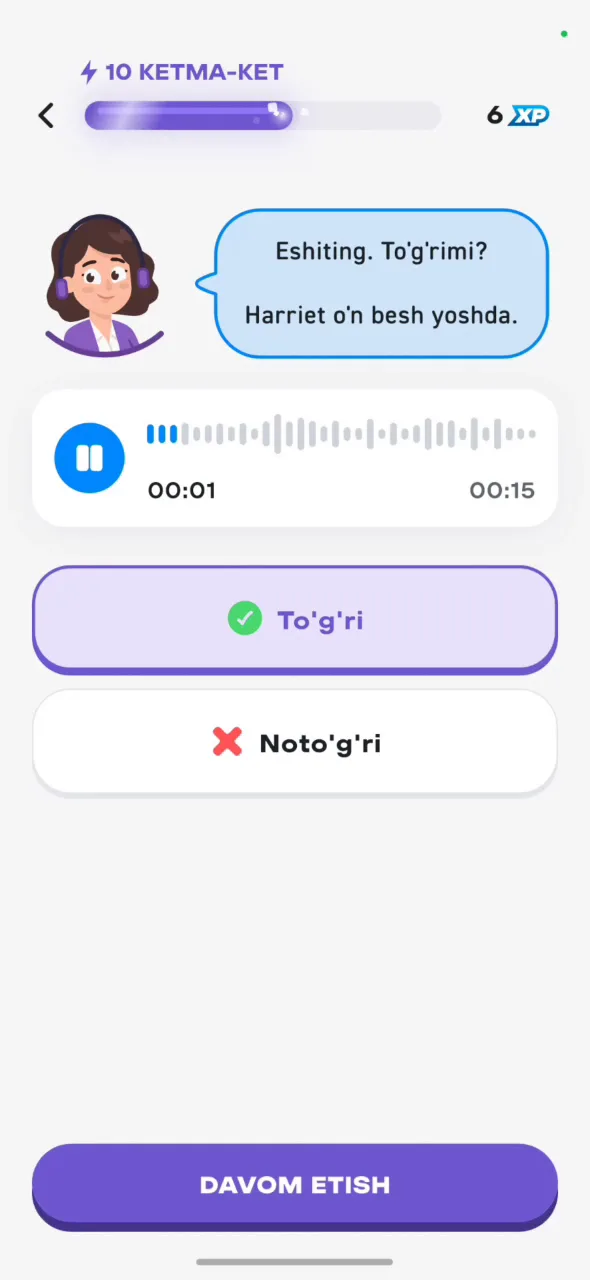 10 KETMA-KET
6 XP
Eshiting. To'g'rimi?
Harriet o'n besh yoshda.
00:01 00:15
To'g'ri
Noto'g'ri
DAVOM ETISH